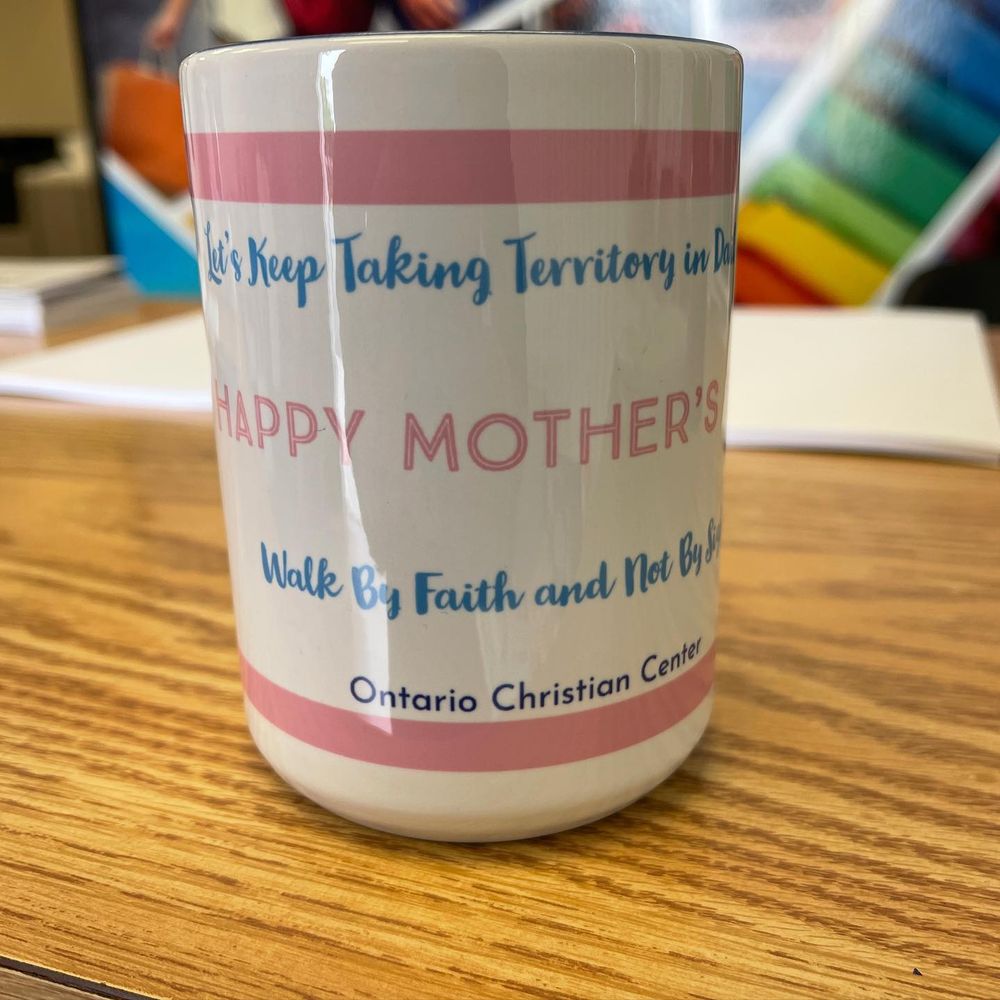 Let's Keep Taking Territory in
HAPPY MOTHER'S
Walk By Faith and Not By
Ontario Christian Center